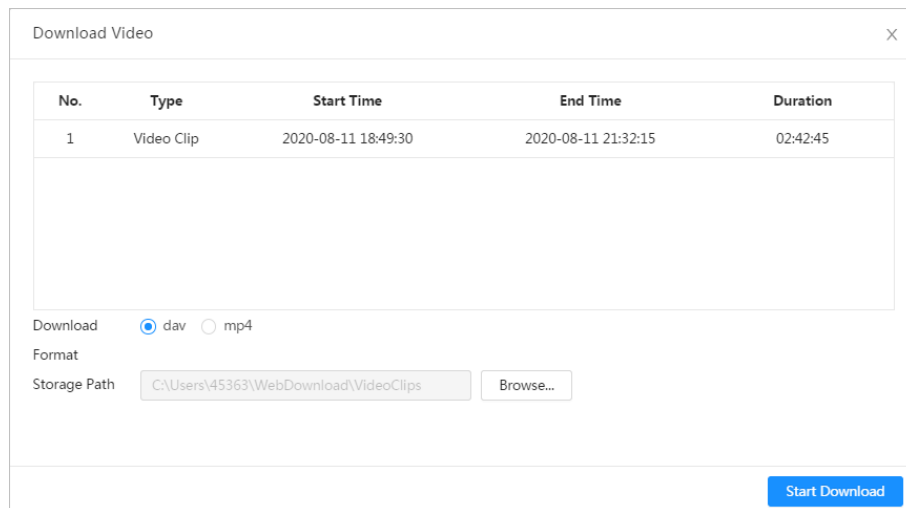 Download Video
No. Type Start Time End Time Duration
1 Video Clip 2020-08-11 18:49:30 2020-08-11 21:32:15 02:42:45
Download dav mp4
Format
Storage Path C:\Users\45363\WebDownload\VideoClips Browse...
Start Download